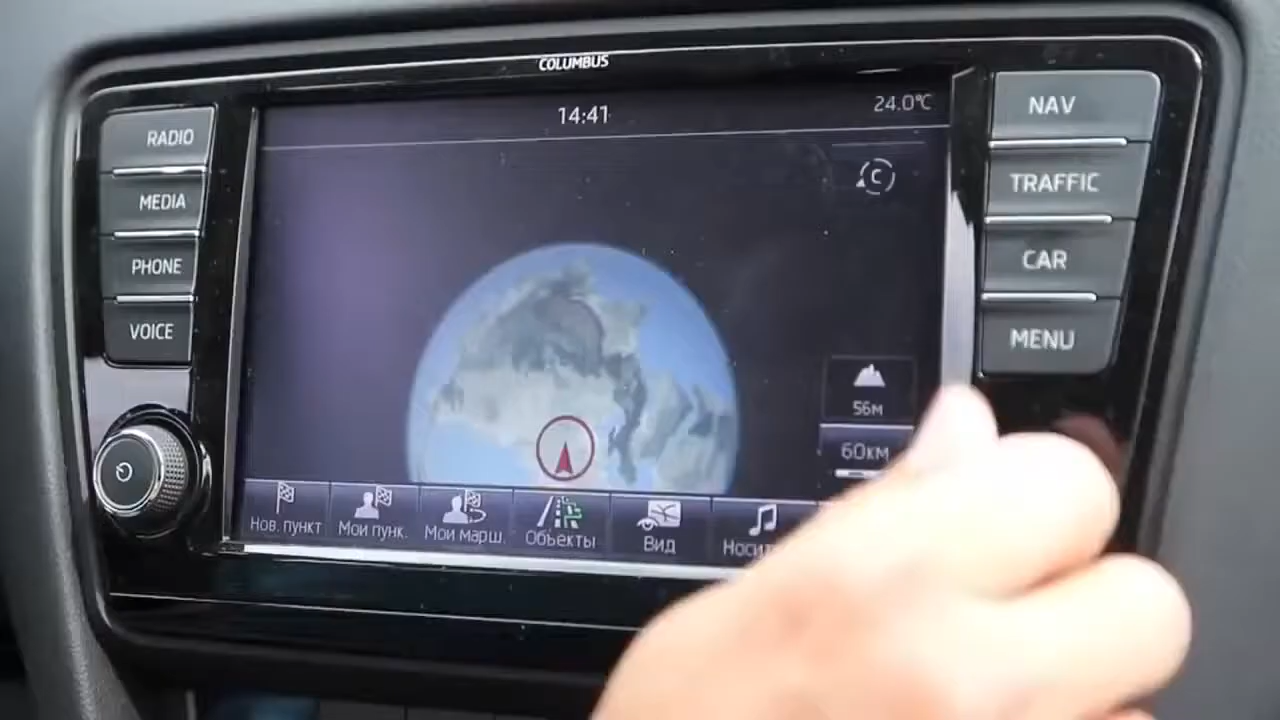 COLUMBUS
14:41
24.0°C
RADIO
MEDIA
PHONE
VOICE
C
56м
60км
Нов. пункт
Мои пунк.
Мои марш.
Объекты
Вид
NAV
TRAFFIC
CAR
MENU